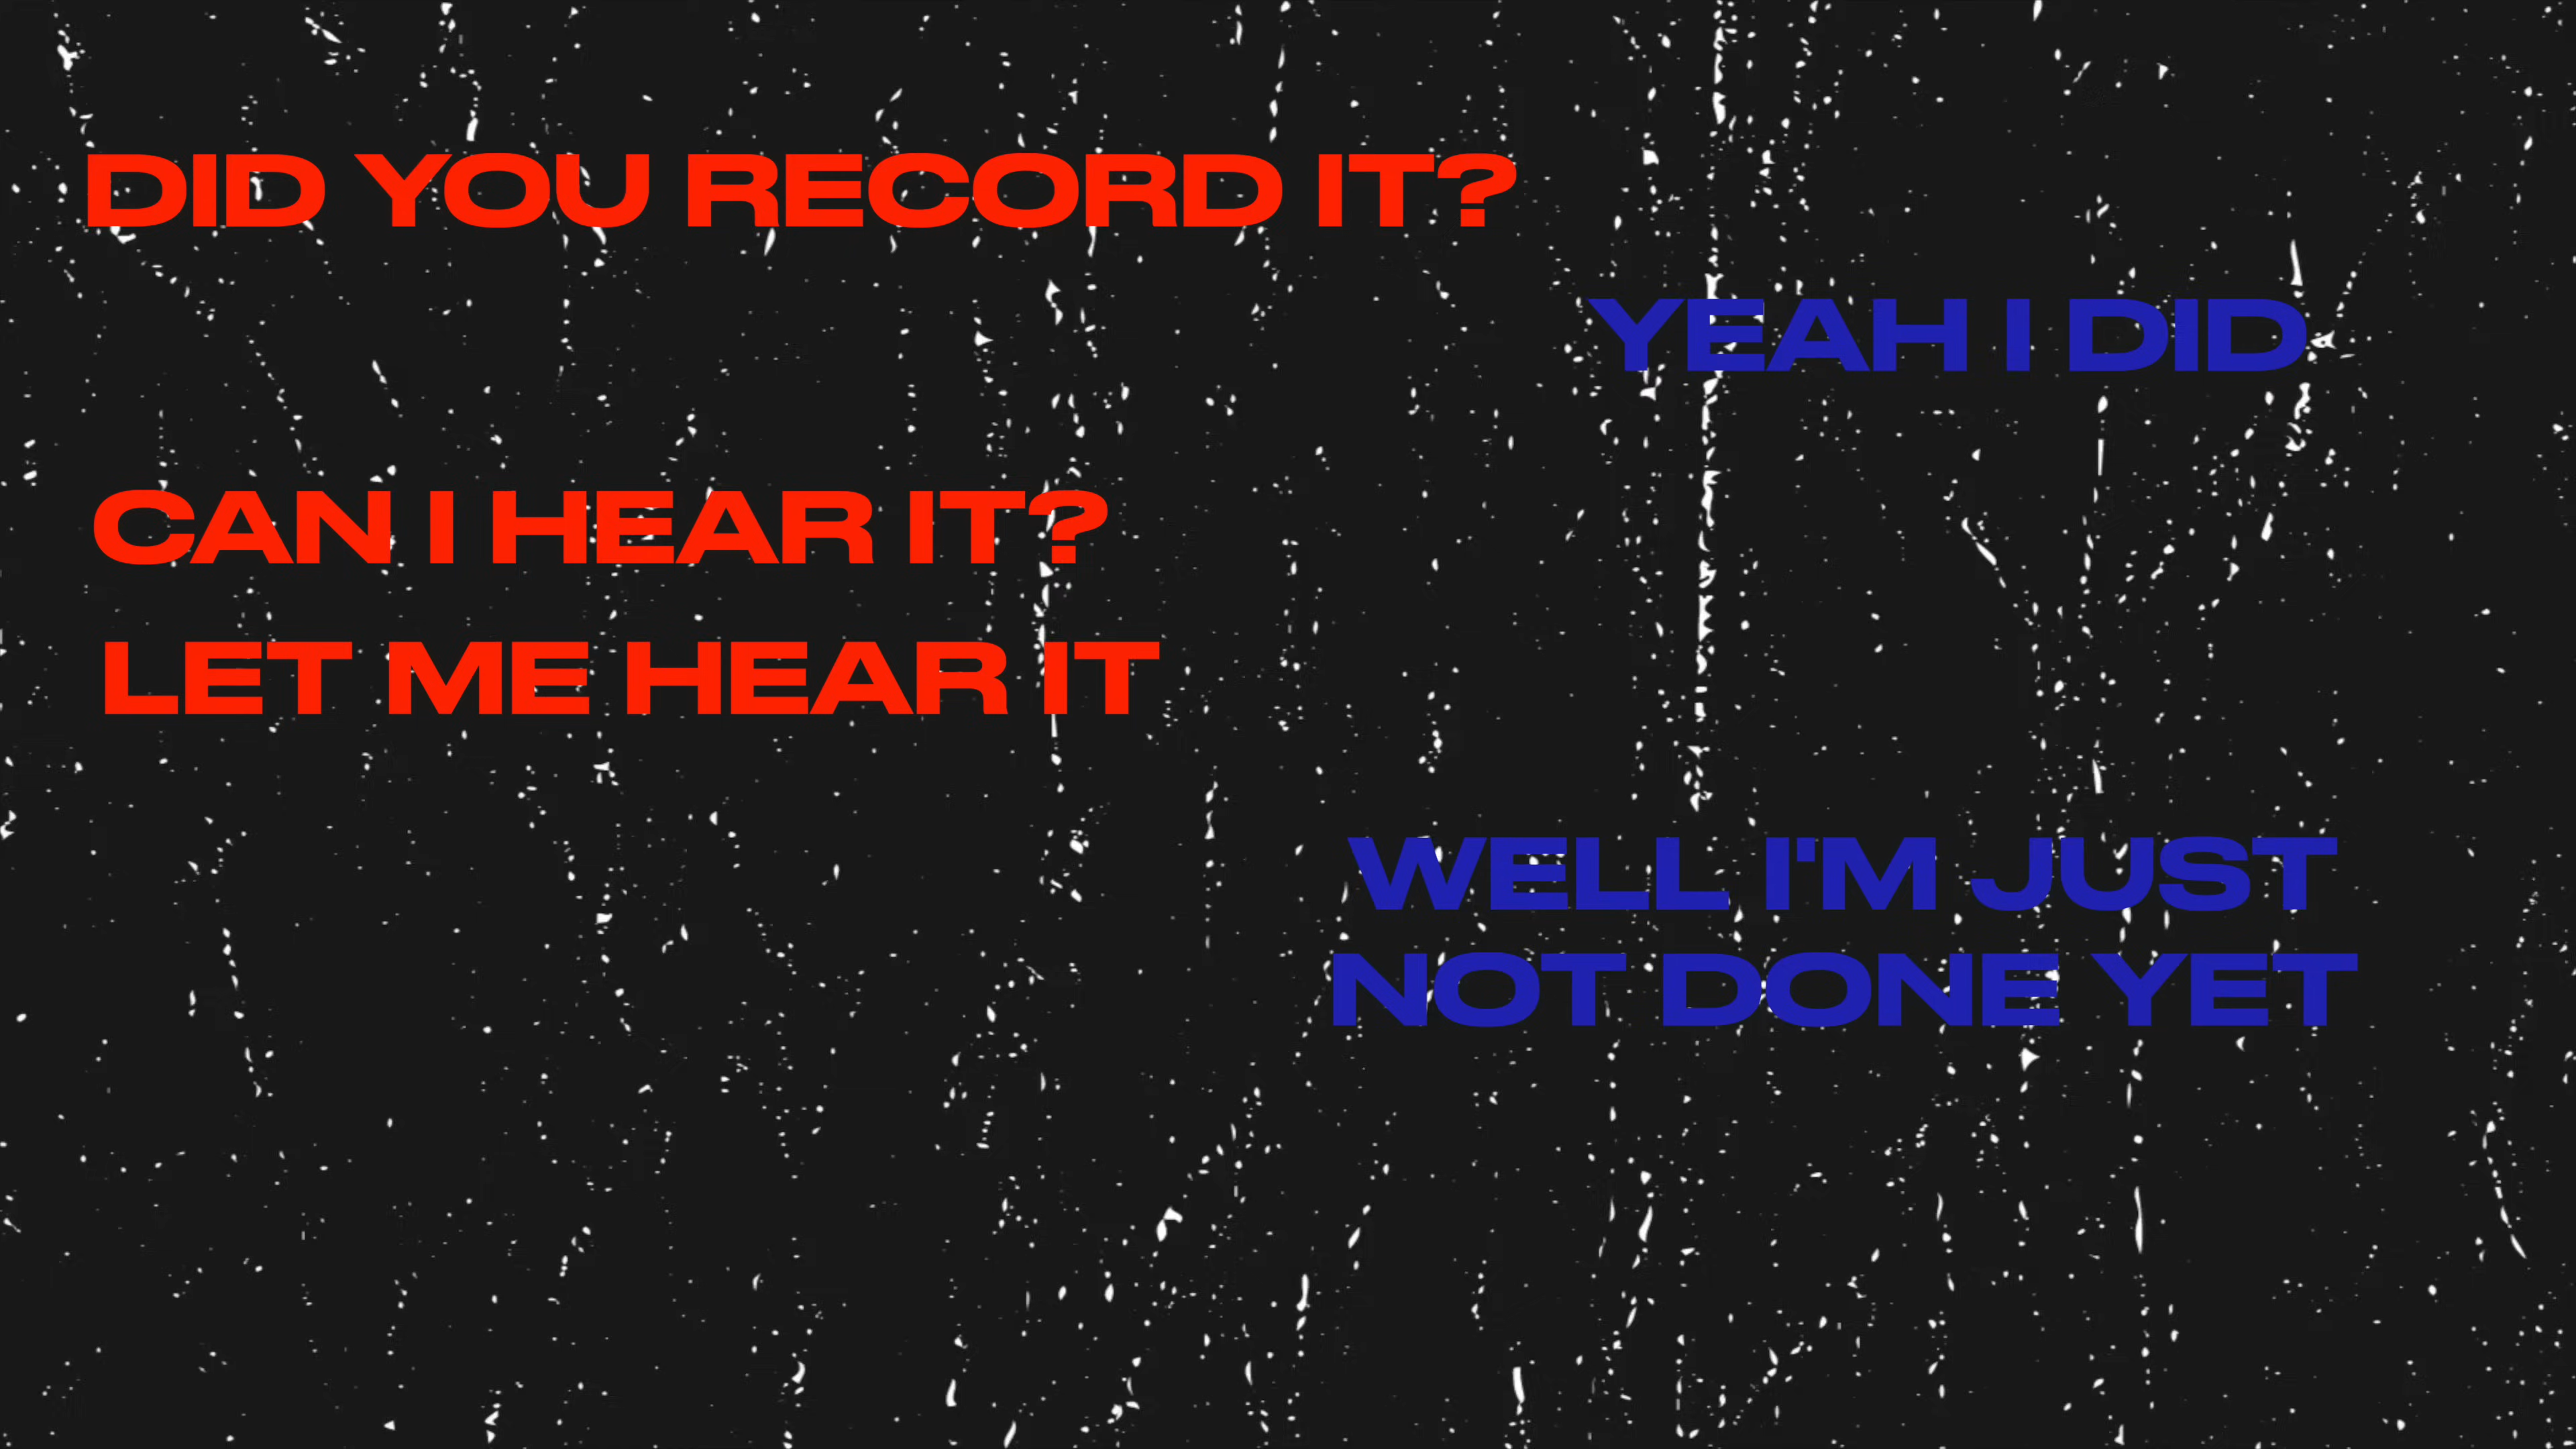 DID YOU RECORD IT?
YEAH I DID
CAN I HEAR IT?
LET ME HEAR IT
WELL I'M JUST
NOT DONE YET